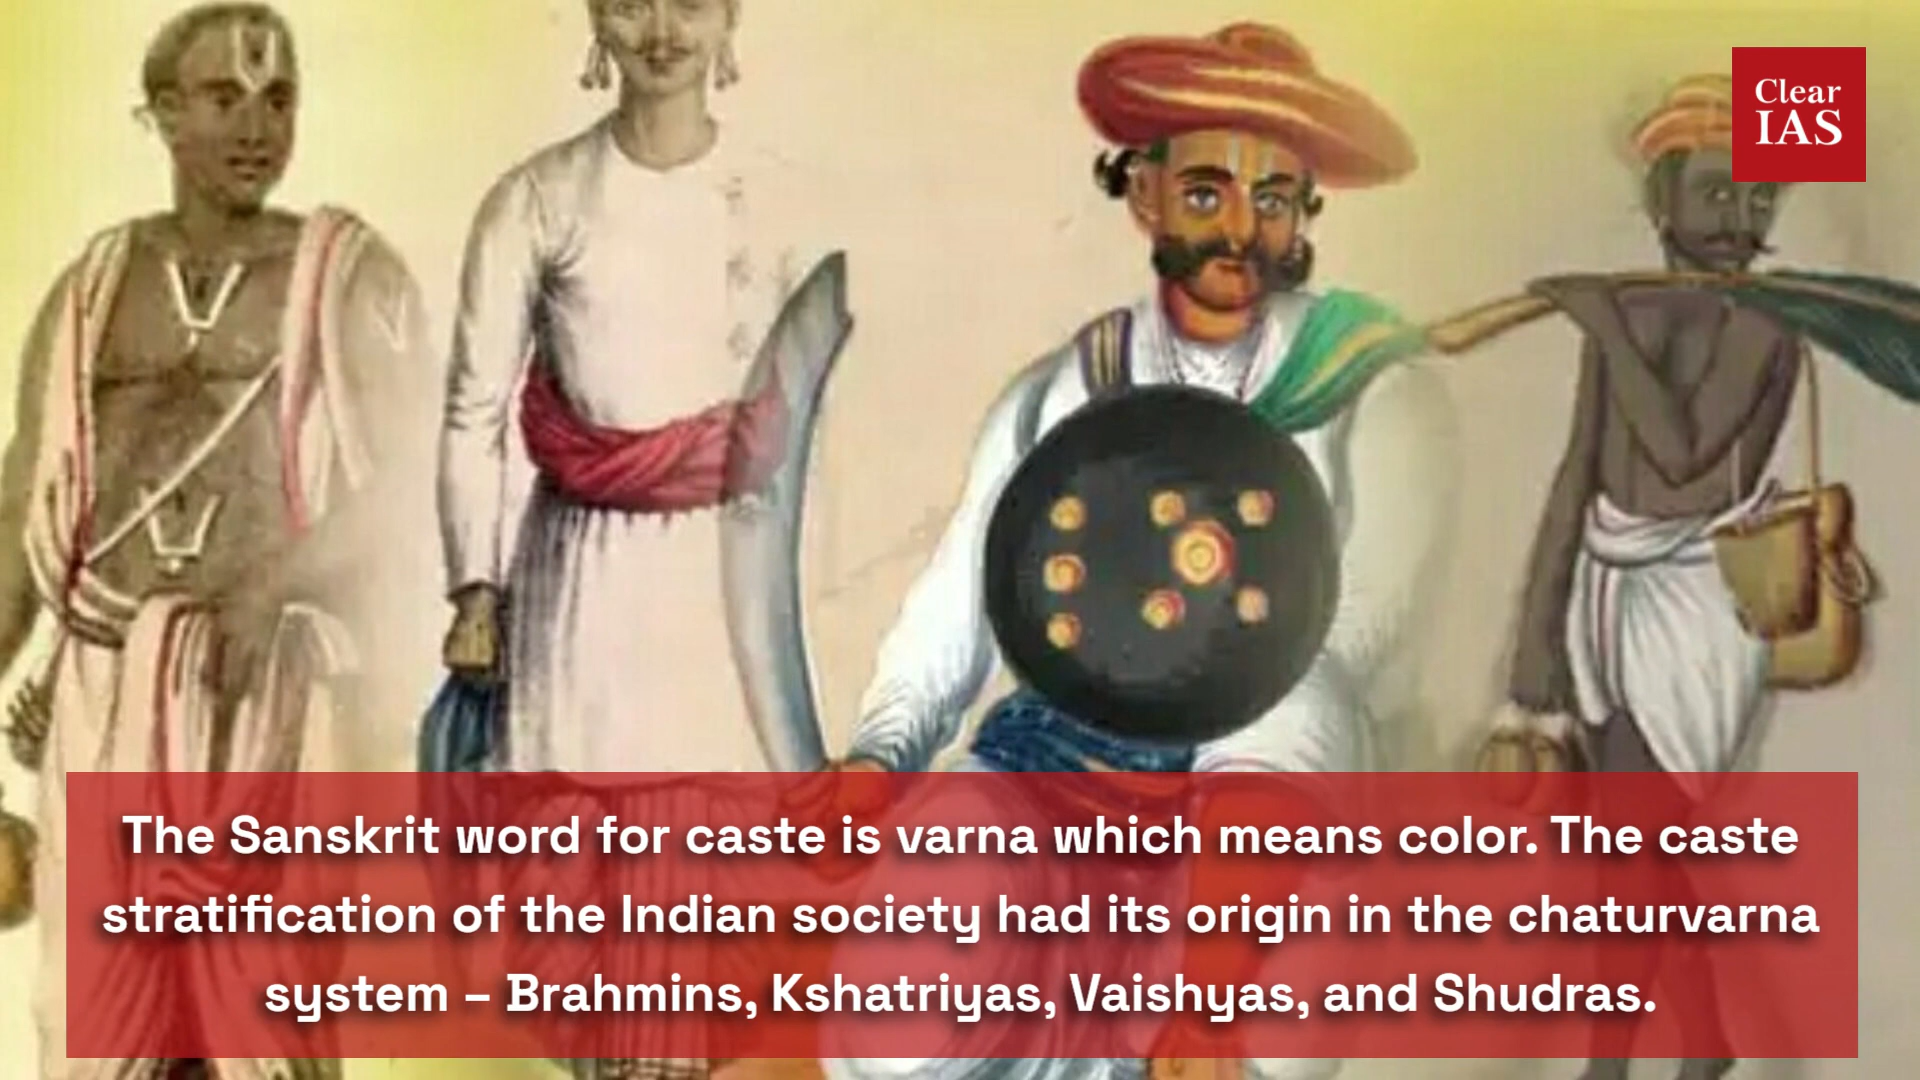 Clear
IAS
The Sanskrit word for caste is varna which means color. The caste
stratification of the Indian society had its origin in the chaturvarna
system – Brahmins, Kshatriyas, Vaishyas, and Shudras.